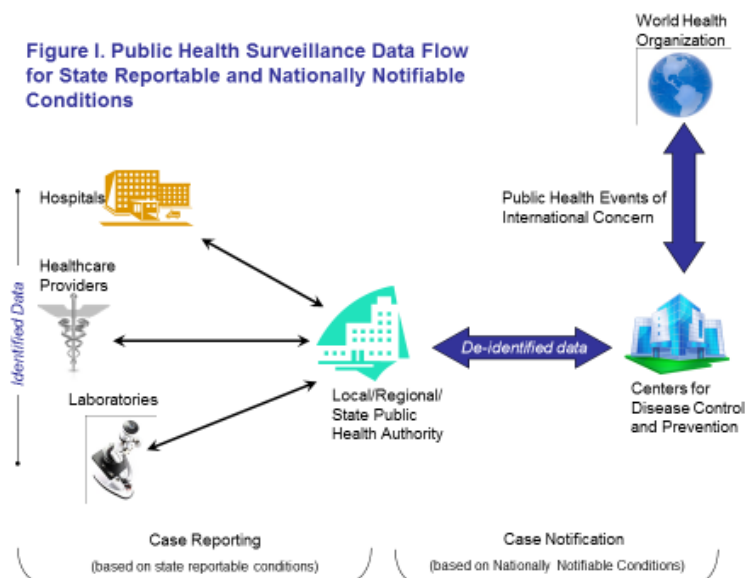 World Health
Organization
Figure I. Public Health Surveillance Data Flow
for State Reportable and Nationally Notifiable
Conditions
Hospitals
Public Health Events of
International Concern
Healthcare
Providers
Identified Data
De-identified data
Laboratories
Local/Regional/
State Public
Health Authority
Centers for
Disease Control
and Prevention
Case Reporting
(based on state reportable conditions)
Case Notification
(based on Nationally Notifiable Conditions)